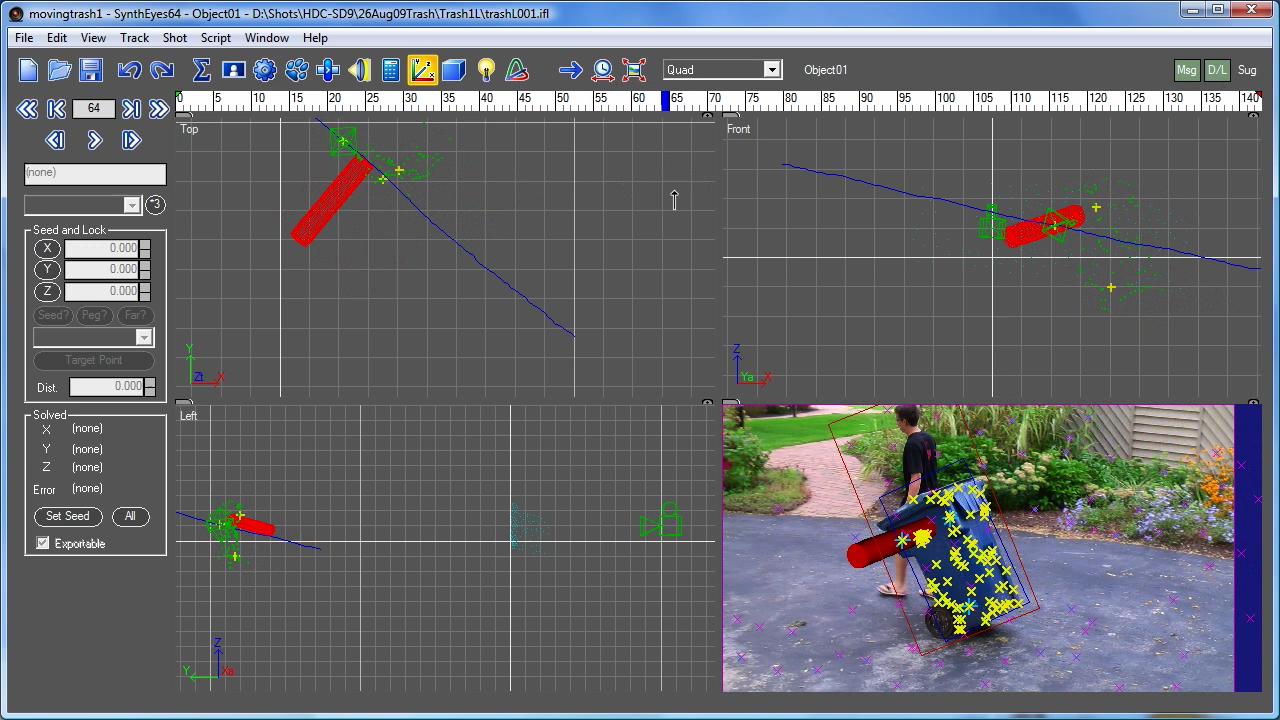 movingtrash1 - SynthEyes64 - Object01 - D:\Shots\HDC-SD9\26Aug09Trash\Trash1L\trashL001.ifl
File Edit View Track Shot Script Window Help
Quad Object01 Msg D/L Sug
64
0 5 10 15 20 25 30 35 40 45 50 55 60 65 70 75 80 85 90 95 100 105 110 115 120 125 130 135 140
Top
Front
(none)
*3
Seed and Lock
X 0.000
Y 0.000
Z 0.000
Seed? Peg? Far?
Target Point
Dist. 0.000
Y
Zt X
Z
Ya X
Left
Solved
X (none)
Y (none)
Z (none)
Error (none)
Set Seed All
Exportable
Z
Y Xa